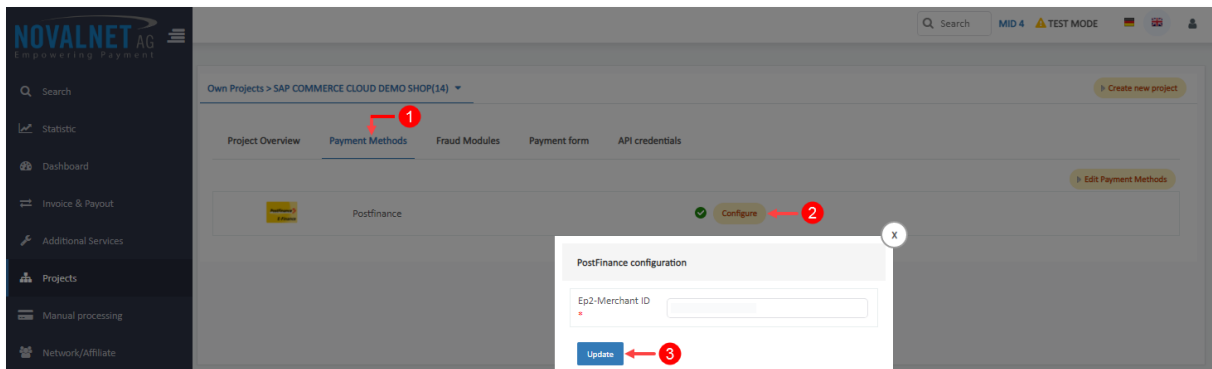 NOVALNET AG
Empowering Payment
Search
MID 4
TEST MODE
Search
Statistic
Dashboard
Invoice & Payout
Additional Services
Projects
Manual processing
Network/Affiliate
Own Projects > SAP COMMERCE CLOUD DEMO SHOP(14)
Create new project
1
Project Overview
Payment Methods
Fraud Modules
Payment form
API credentials
Edit Payment Methods
Postfinance
Configure
2
X
PostFinance configuration
Ep2-Merchant ID
*
Update
3